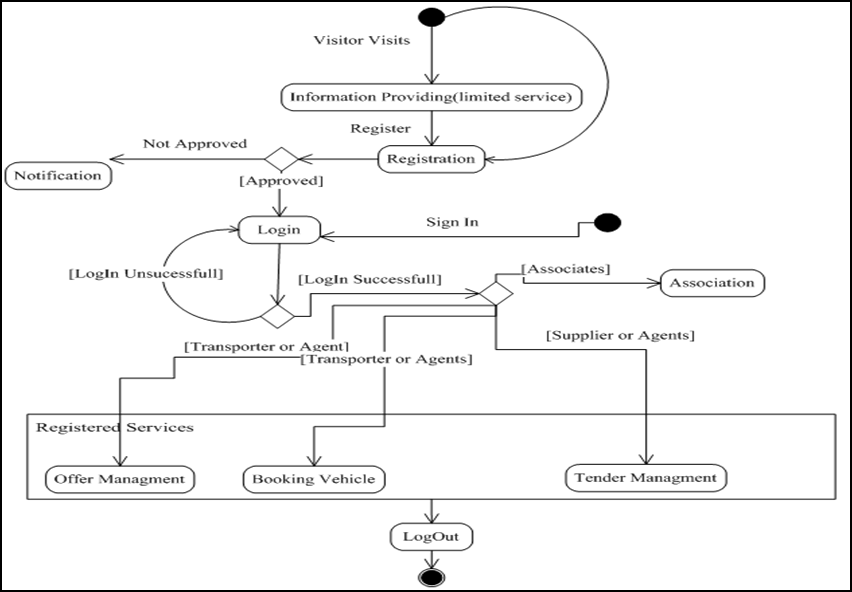 Visitor Visits
Information Providing(limited service)
Register
Registration
Not Approved
Notification
[Approved]
Login
Sign In
[LogIn Unsucessfull]
[LogIn Successfull]
[Associates]
Association
[Transporter or Agent]
[Transporter or Agents]
[Supplier or Agents]
Registered Services
Offer Managment
Booking Vehicle
Tender Managment
LogOut